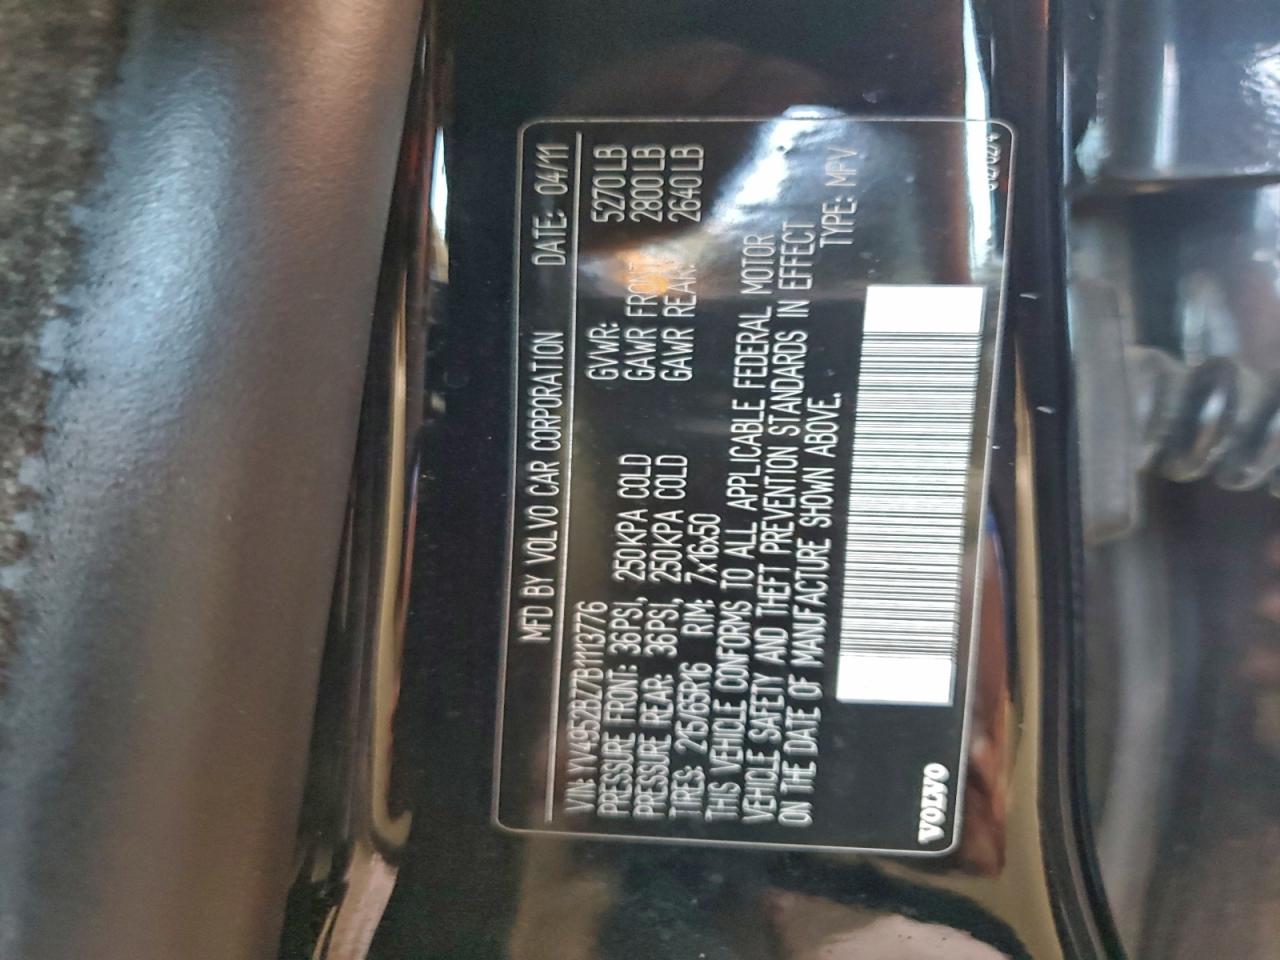 MFD BY VOLVO CAR CORPORATION DATE: 04/11
VIN: YV4952BZ7B1113776
GVWR: 5270LB
PRESSURE FRONT: 36PSI, 250KPA COLD GAWR FRONT 2800LB
PRESSURE REAR: 36PSI, 250KPA COLD GAWR REAR: 2640LB
TIRES: 215/65R16 RIM: 7x16x50
THIS VEHICLE CONFORMS TO ALL APPLICABLE FEDERAL MOTOR
VEHICLE SAFETY AND THEFT PREVENTION STANDARDS IN EFFECT
ON THE DATE OF MANUFACTURE SHOWN ABOVE.
TYPE: MPV
VOLVO